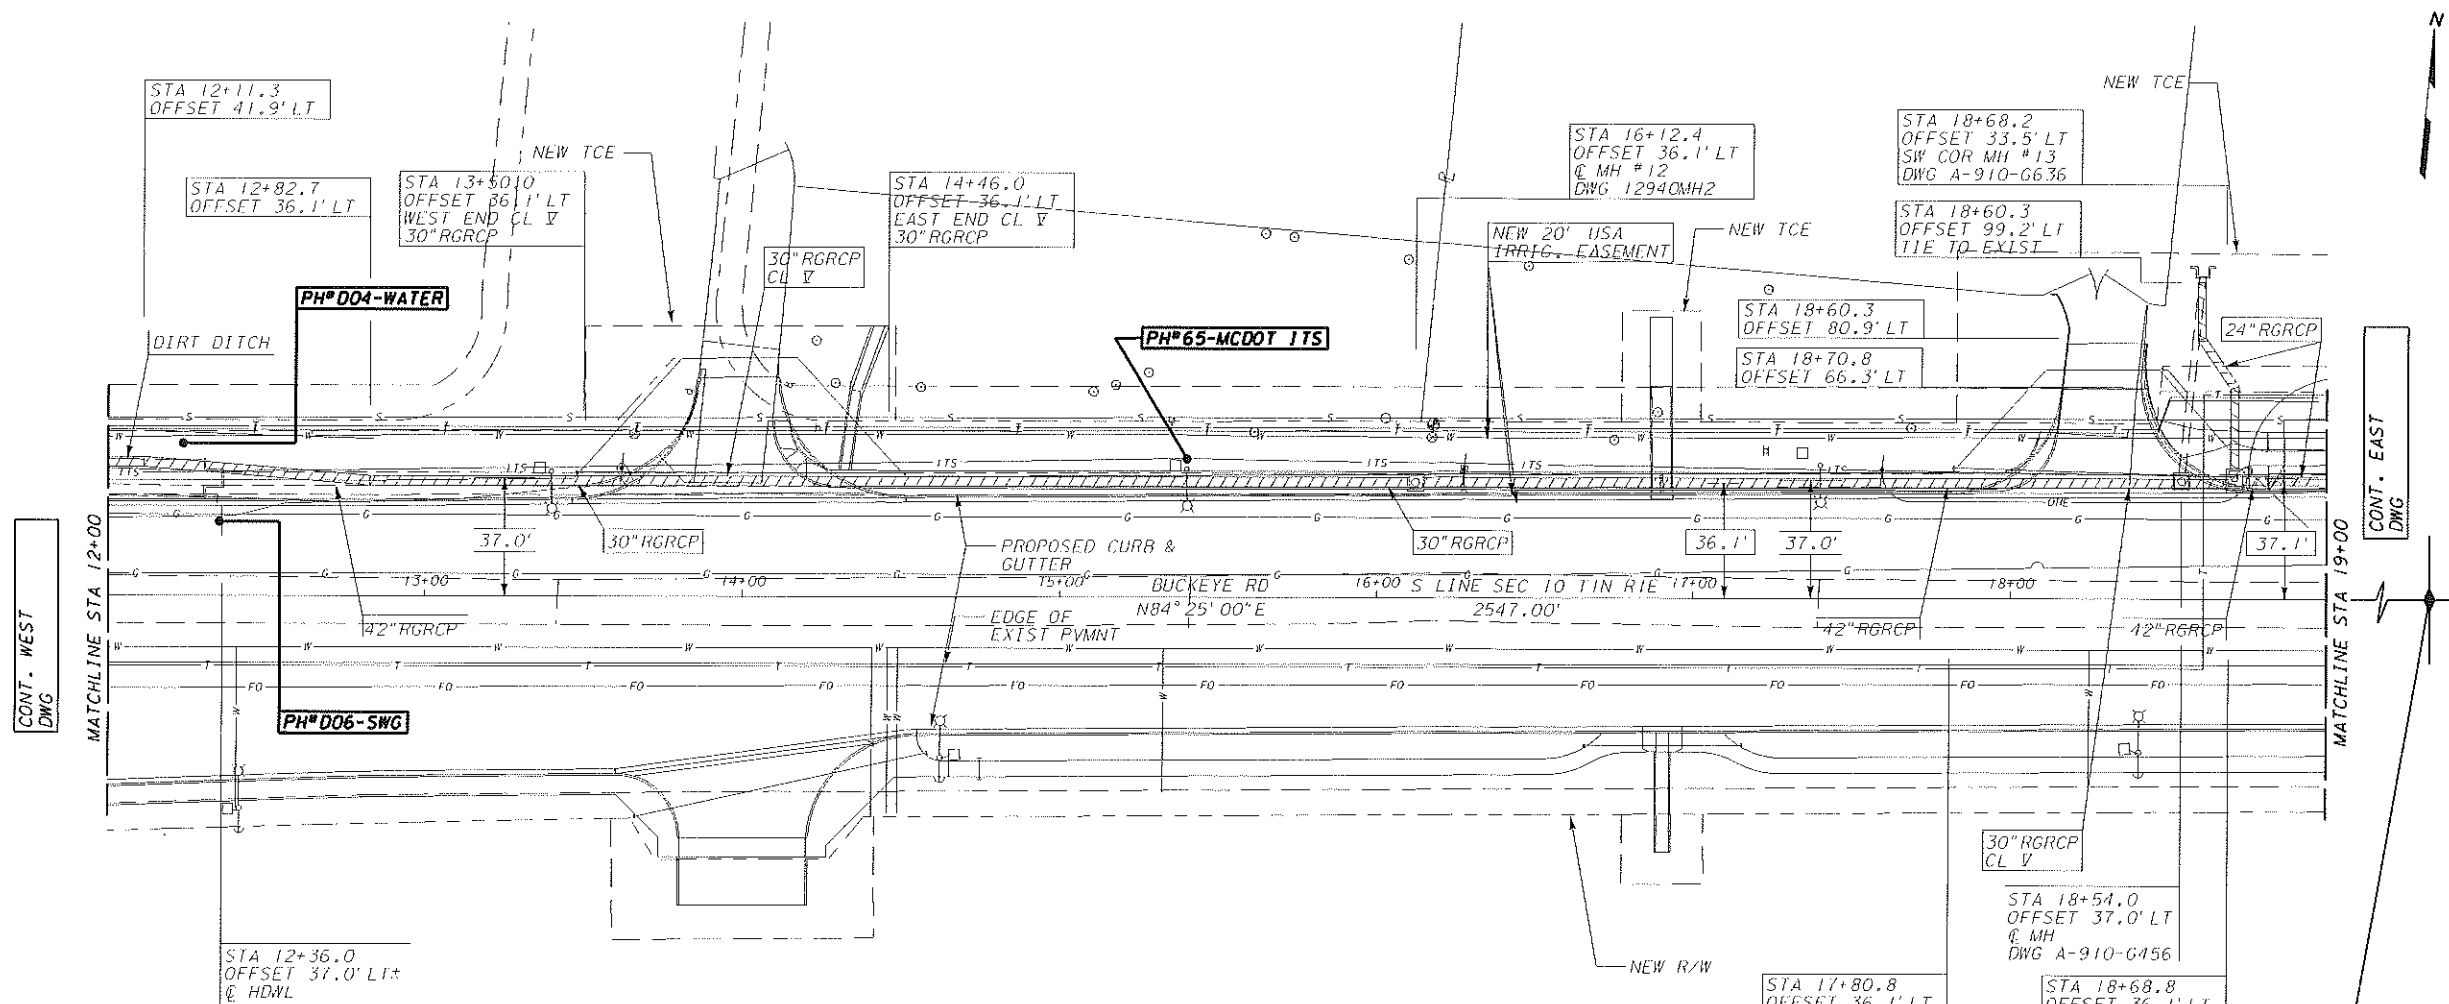 N
STA 12+11.3
OFFSET 41.9' LT
STA 12+82.7
OFFSET 36.1' LT
STA 13+50.0
OFFSET 36.1' LT
WEST END CL V
30"RGRCP
NEW TCE
30"RGRCP
CL V
STA 14+46.0
OFFSET 36.1' LT
EAST END CL V
30"RGRCP
PH#D04-WATER
DIRT DITCH
PH#65-MCDOT ITS
STA 16+12.4
OFFSET 36.1' LT
℄ MH #12
DWG 12940MH2
NEW 20' USA
IRRIG. EASEMENT
NEW TCE
NEW TCE
STA 18+68.2
OFFSET 33.5' LT
SW COR MH #13
DWG A-910-G636
STA 18+60.3
OFFSET 99.2' LT
TIE TO EXIST
STA 18+60.3
OFFSET 80.9' LT
STA 18+70.8
OFFSET 66.3' LT
24"RGRCP
CONT. EAST
DWG
MATCHLINE STA 19+00
CONT. WEST
DWG
MATCHLINE STA 12+00
37.0'
30"RGRCP
PROPOSED CURB &
GUTTER
30"RGRCP
36.1'
37.0'
37.1'
OHE
13+00
14+00
15+00
BUCKEYE RD
16+00
S LINE SEC 10 T1N R1E
17+00
18+00
N84°25'00"E
2547.00'
42"RGRCP
EDGE OF
EXIST PVMNT
42"RGRCP
42"RGRCP
PH#D06-SWG
30"RGRCP
CL V
STA 18+54.0
OFFSET 37.0' LT
℄ MH
DWG A-910-G456
NEW R/W
STA 12+36.0
OFFSET 37.0' LT±
℄ HDWL
STA 17+80.8
OFFSET 36.1' LT
STA 18+68.8
OFFSET 36.1' LT